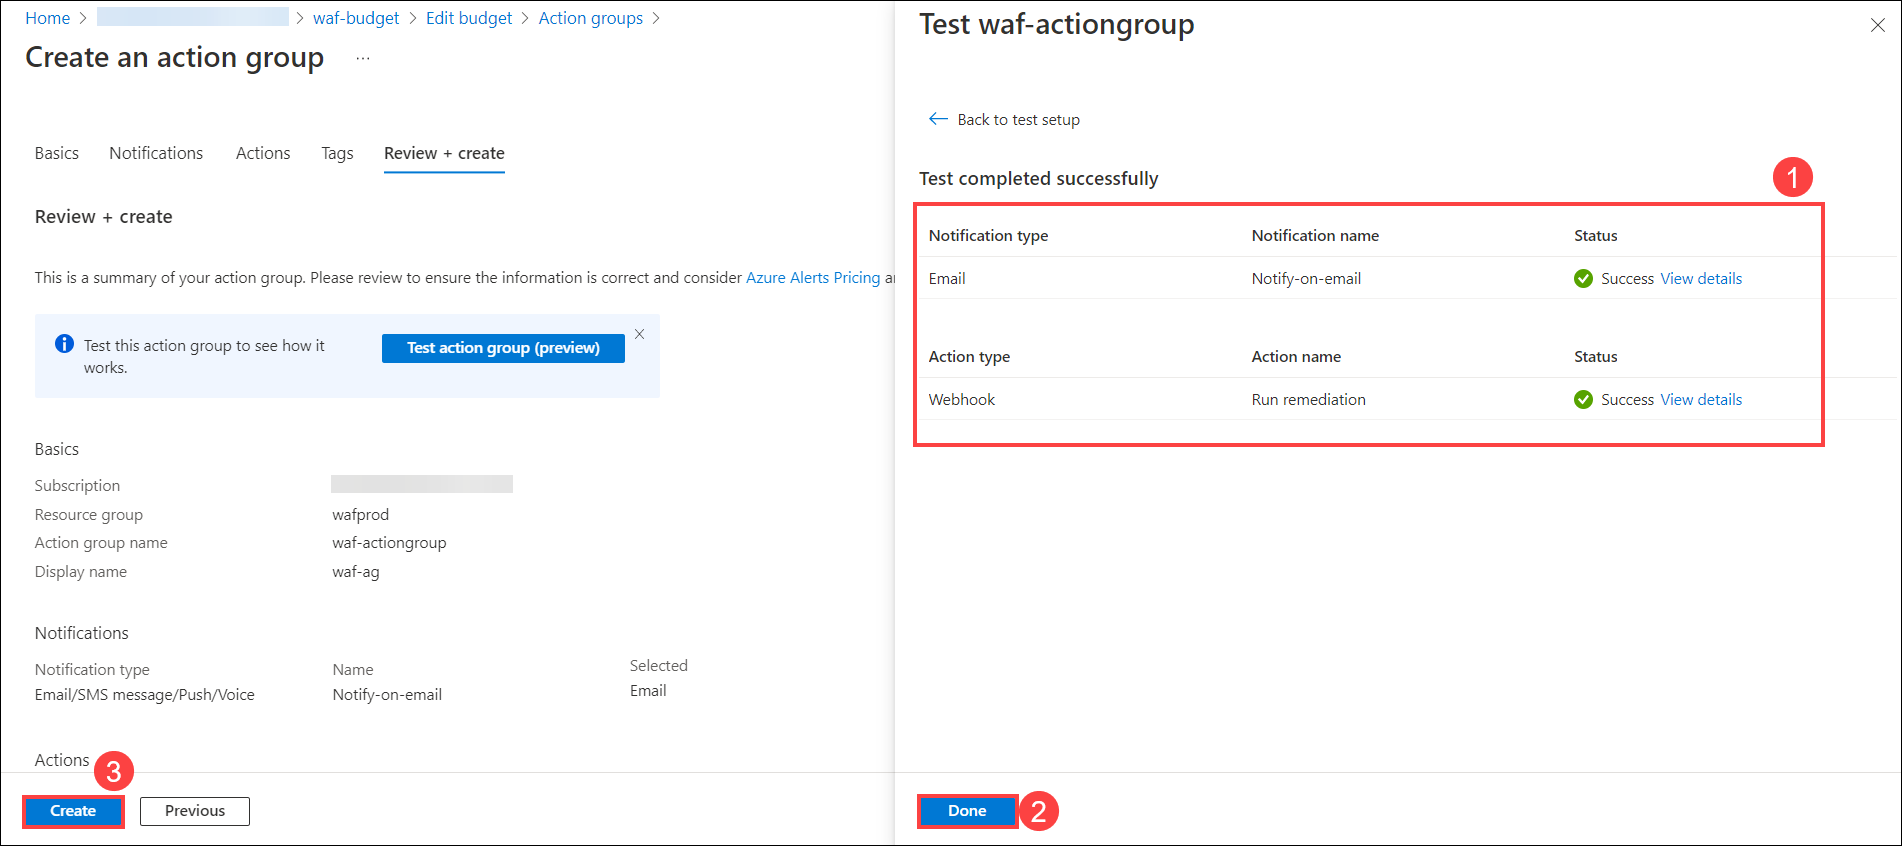 Home > > waf-budget > Edit budget > Action groups >
Create an action group ...
Basics Notifications Actions Tags Review + create
Review + create
This is a summary of your action group. Please review to ensure the information is correct and consider Azure Alerts Pricing
Test this action group to see how it
works.
Test action group (preview)
Basics
Subscription
Resource group wafprod
Action group name waf-actiongroup
Display name waf-ag
Notifications
Notification type Name Selected
Email/SMS message/Push/Voice Notify-on-email Email
Actions
3
Create Previous
Test waf-actiongroup
Back to test setup
Test completed successfully
1
Notification type Notification name Status
Email Notify-on-email Success View details
Action type Action name Status
Webhook Run remediation Success View details
Done
2